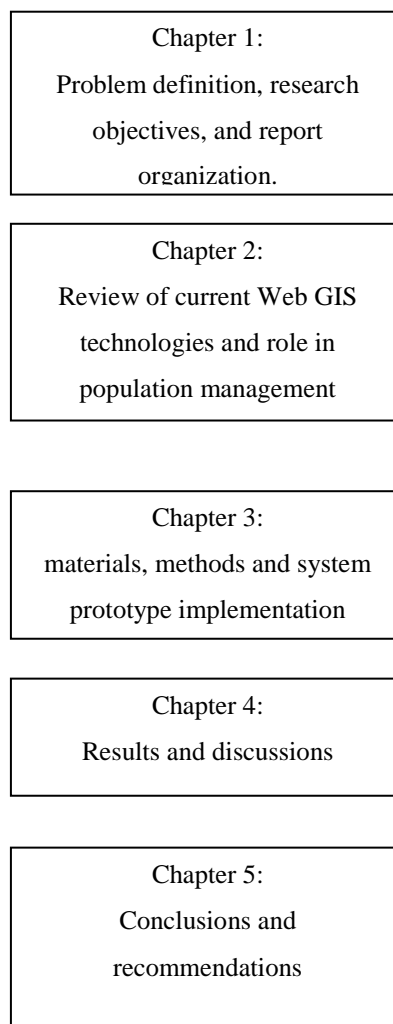 Chapter 1:
Problem definition, research
objectives, and report
organization.
Chapter 2:
Review of current Web GIS
technologies and role in
population management
Chapter 3:
materials, methods and system
prototype implementation
Chapter 4:
Results and discussions
Chapter 5:
Conclusions and
recommendations